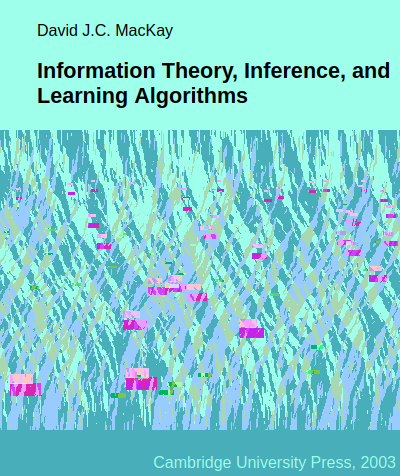 David J.C. MacKay
Information Theory, Inference, and
Learning Algorithms
Cambridge University Press, 2003